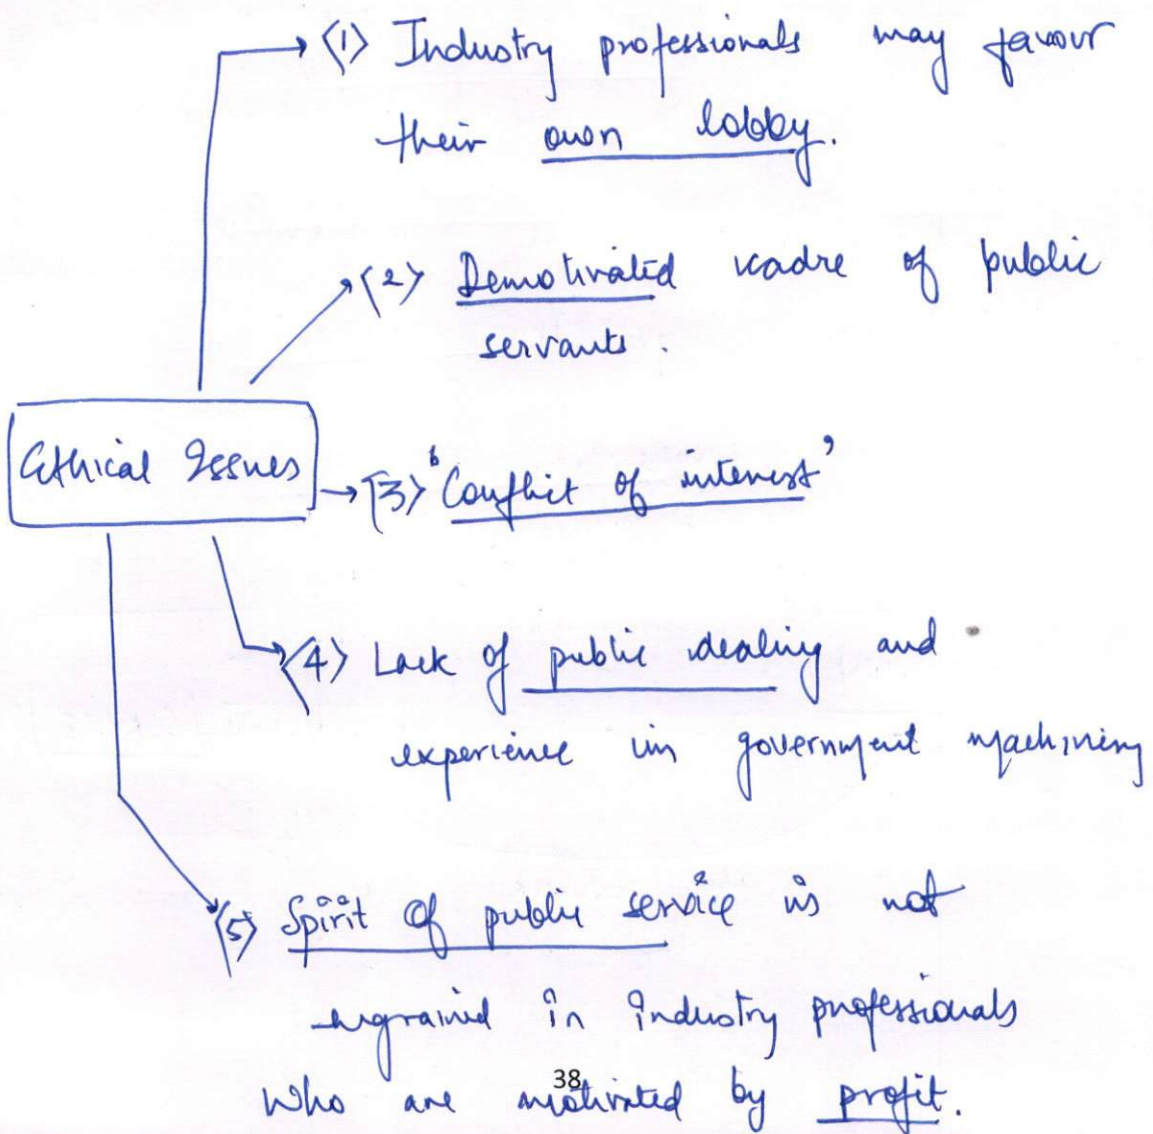 <1> Industry professionals may favour
their own lobby.
<2> Demotivated cadre of public
servants.
Ethical Issues
<3> 'Conflict of interest'
<4> Lack of public dealing and
experience in government machinery
<5> Spirit of public service is not
engrained in industry professionals
38
who are motivated by profit.